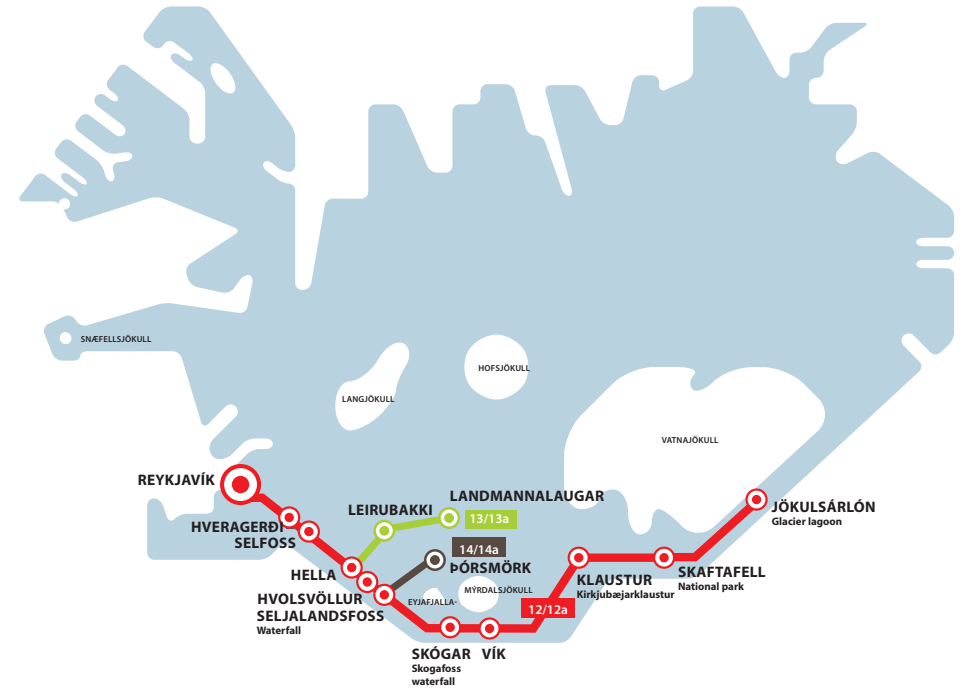 SNÆFELLSJÖKULL
HOFSJÖKULL
LANGJÖKULL
VATNAJÖKULL
REYKJAVÍK
LANDMANNALAUGAR
LEIRUBAKKI
13/13a
JÖKULSÁRLÓN
Glacier lagoon
HVERAGERÐI
SELFOSS
14/14a
ÞÓRSMÖRK
HELLA
KLAUSTUR
Kirkjubæjarklaustur
SKAFTAFELL
National park
MÝRDALSJÖKULL
HVOLSVÖLLUR
EYJAFJALLA-
12/12a
SELJALANDSFOSS
Waterfall
SKÓGAR
Skogafoss
waterfall
VÍK